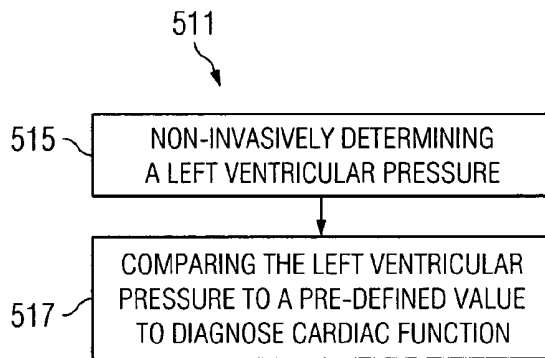 511
515
NON-INVASIVELY DETERMINING
A LEFT VENTRICULAR PRESSURE
517
COMPARING THE LEFT VENTRICULAR
PRESSURE TO A PRE-DEFINED VALUE
TO DIAGNOSE CARDIAC FUNCTION